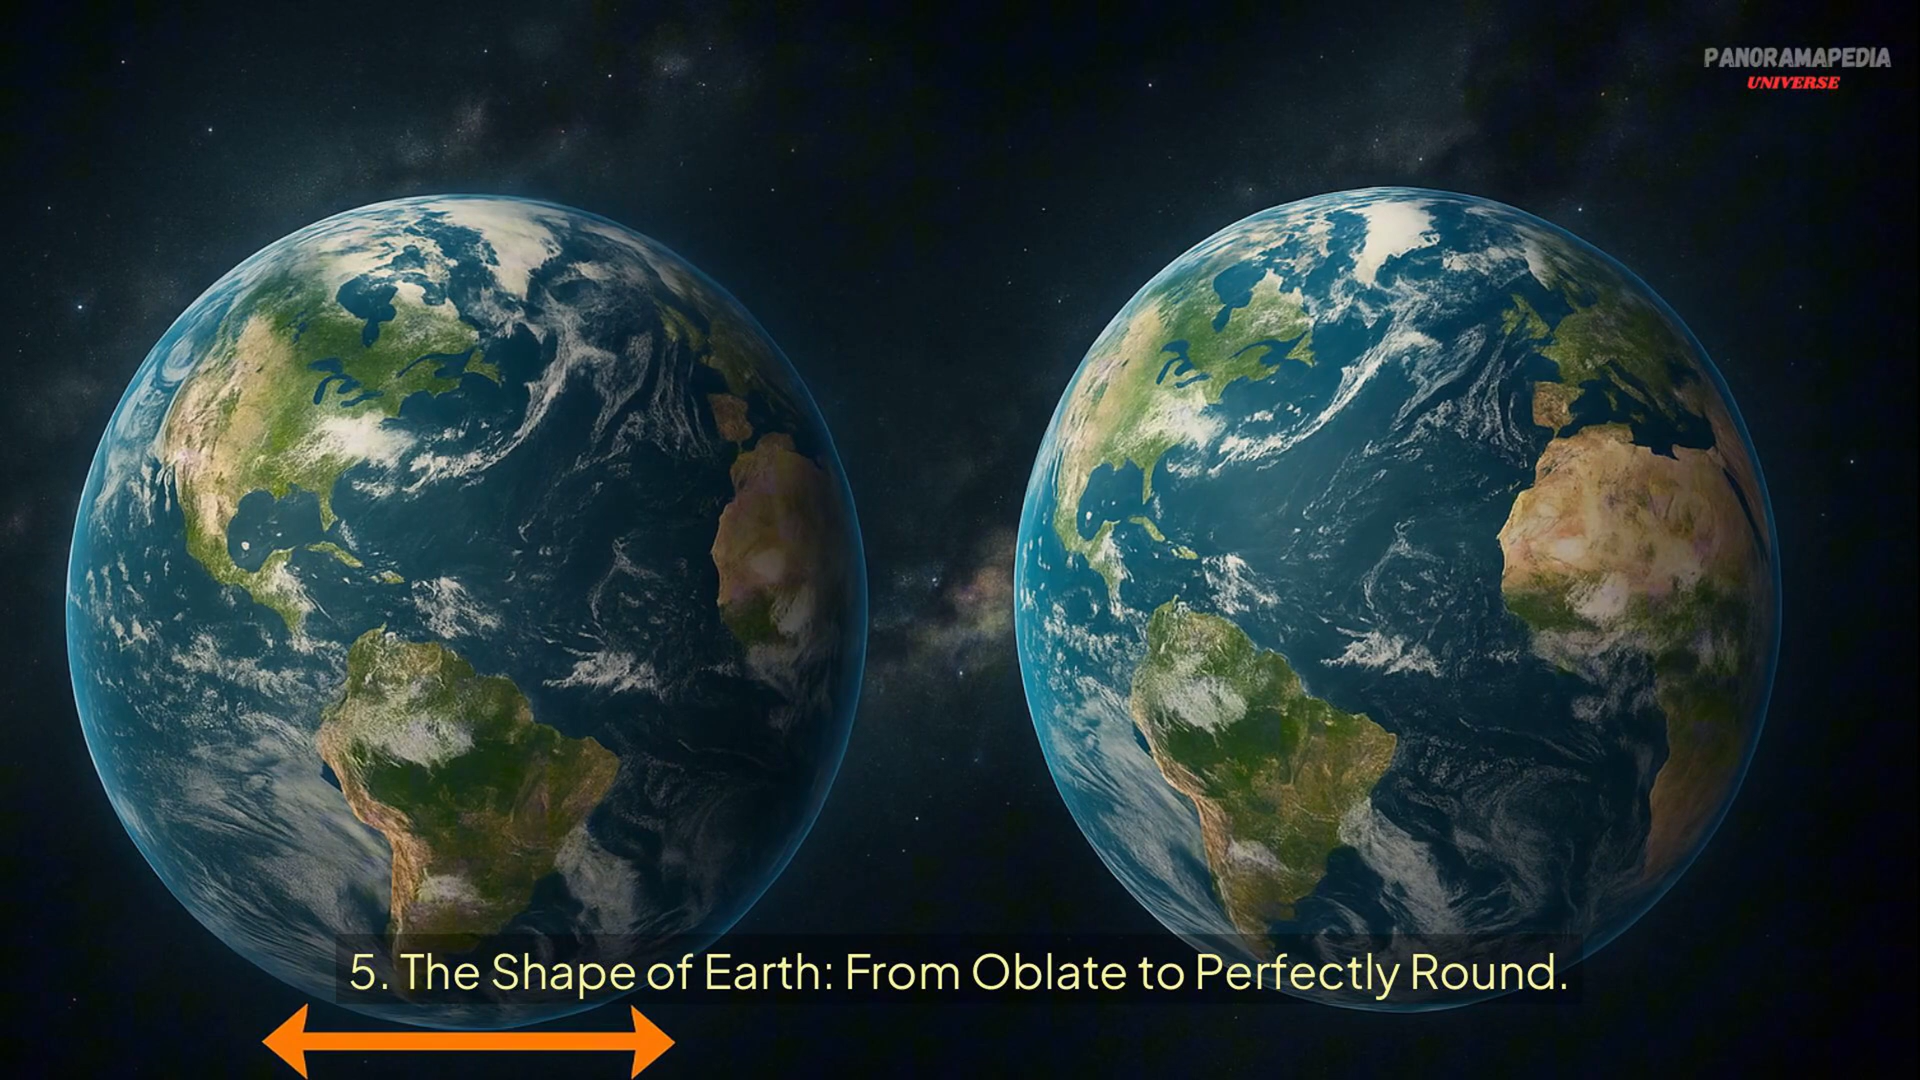 PANORAMAPEDIA
UNIVERSE
5. The Shape of Earth: From Oblate to Perfectly Round.